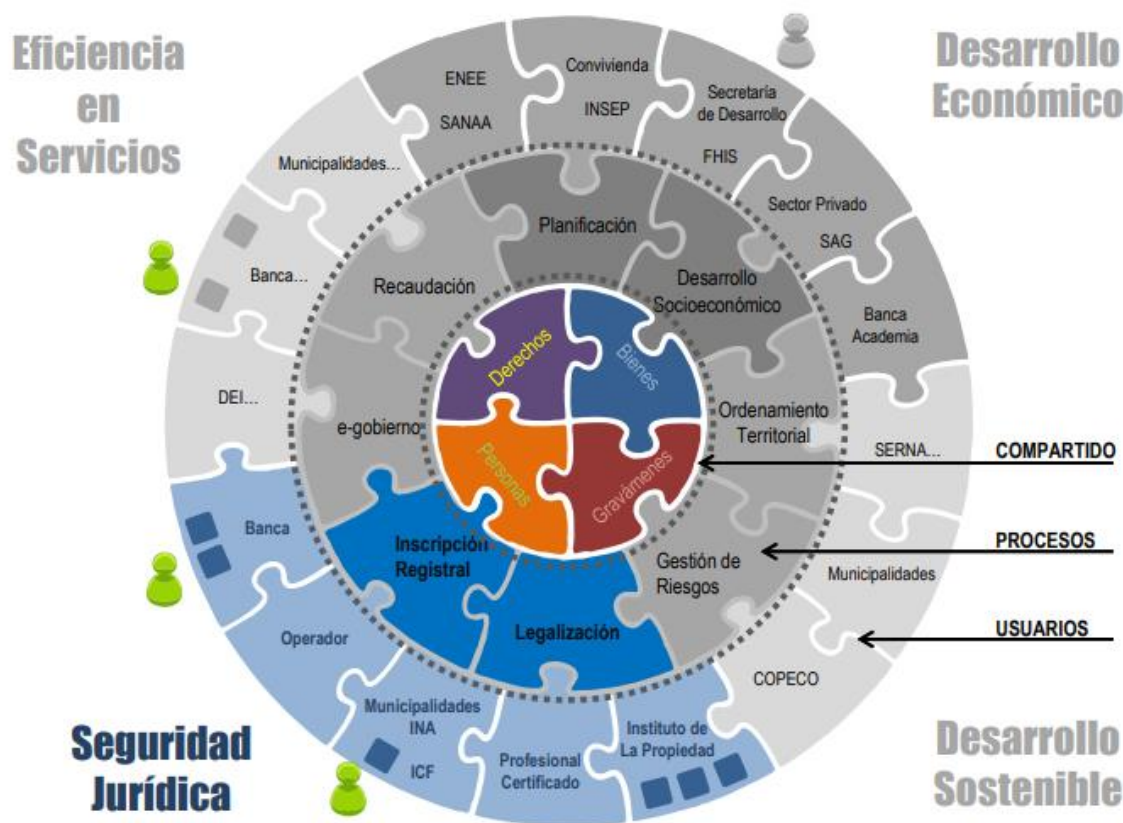 Eficiencia
en
Servicios
Desarrollo
Económico
ENEE
SANAA
Convivienda
INSEP
Secretaría
de Desarrollo
FHIS
Municipalidades...
Sector Privado
SAG
Banca...
Banca
Academia
DEI...
SERNA...
Planificación
Recaudación
Desarrollo
Socioeconómico
e-gobierno
Ordenamiento
Territorial
Derechos
Bienes
Personas
Gravámenes
Inscripción
Registral
Legalización
Gestión de
Riesgos
COMPARTIDO
PROCESOS
USUARIOS
Banca
Operador
Municipalidades
INA
ICF
Profesional
Certificado
Instituto de
La Propiedad
COPECO
Municipalidades
Seguridad
Jurídica
Desarrollo
Sostenible